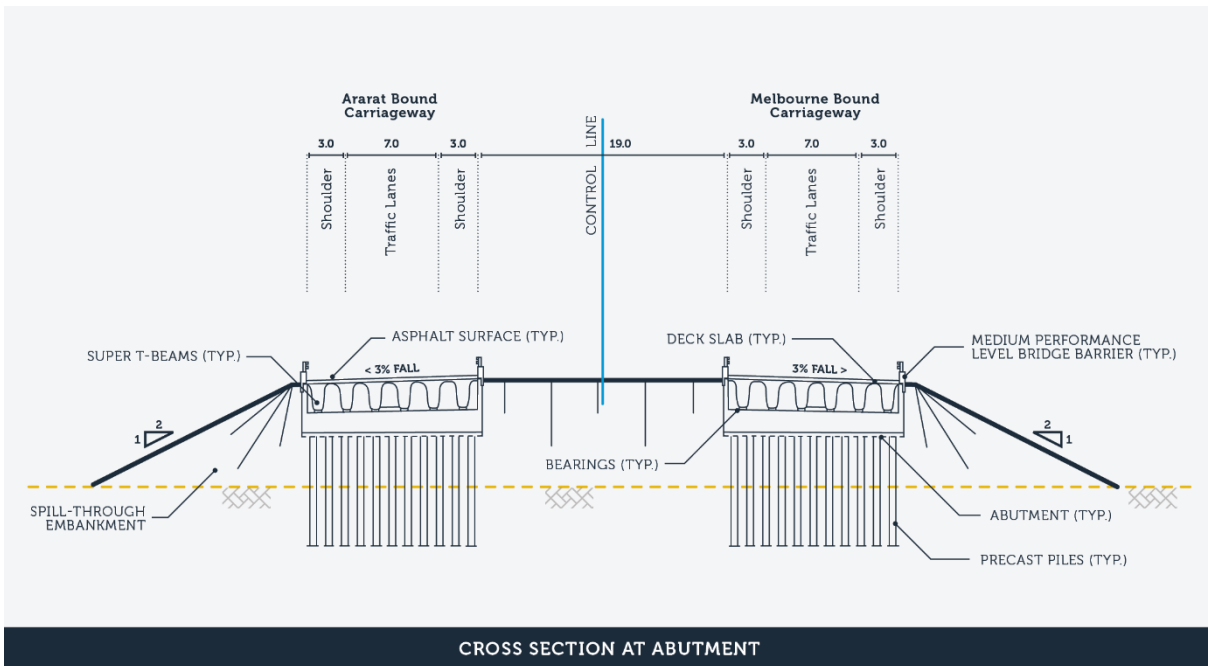 Ararat Bound
Carriageway
Melbourne Bound
Carriageway
3.0
7.0
3.0
19.0
3.0
7.0
3.0
Shoulder
Traffic Lanes
Shoulder
CONTROL LINE
Shoulder
Traffic Lanes
Shoulder
ASPHALT SURFACE (TYP.)
SUPER T-BEAMS (TYP.)
< 3% FALL
DECK SLAB (TYP.)
3% FALL >
MEDIUM PERFORMANCE
LEVEL BRIDGE BARRIER (TYP.)
2
1
BEARINGS (TYP.)
2
1
SPILL-THROUGH
EMBANKMENT
ABUTMENT (TYP.)
PRECAST PILES (TYP.)
CROSS SECTION AT ABUTMENT